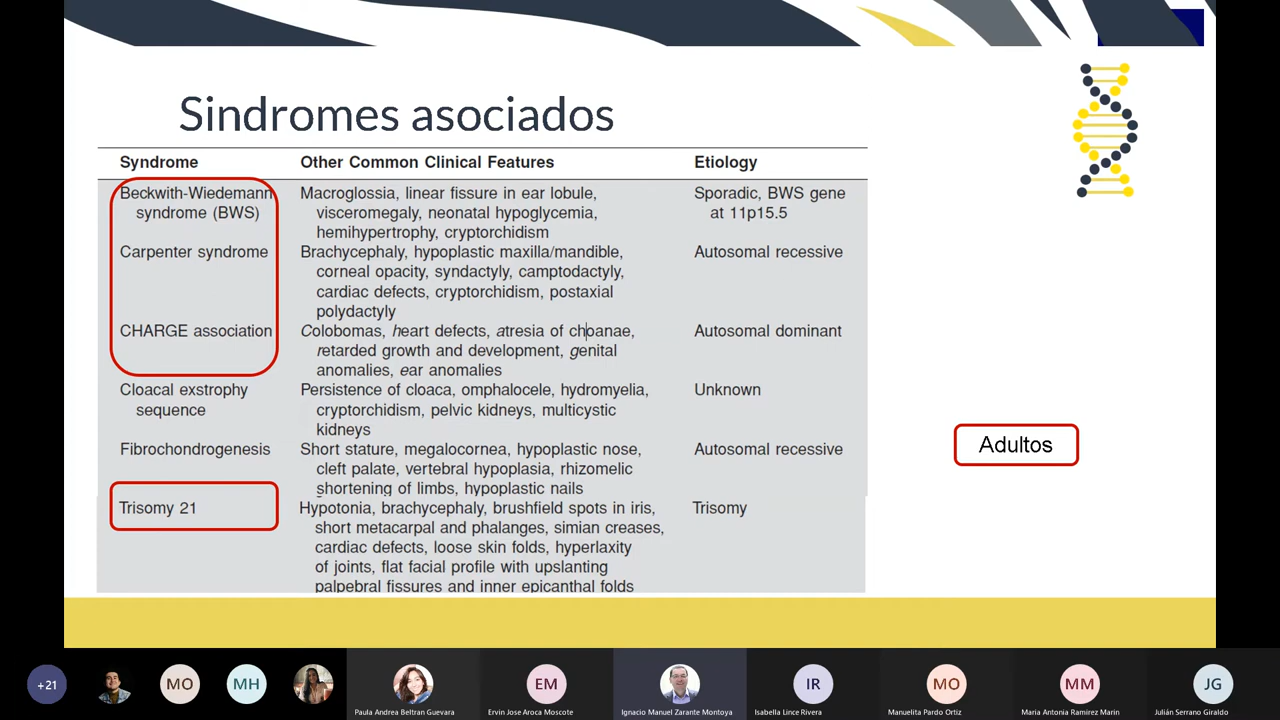 Sindromes asociados
Syndrome Other Common Clinical Features Etiology
Beckwith-Wiedemann Macroglossia, linear fissure in ear lobule, Sporadic, BWS gene
syndrome (BWS) visceromegaly, neonatal hypoglycemia, at 11p15.5
hemihypertrophy, cryptorchidism
Carpenter syndrome Brachycephaly, hypoplastic maxilla/mandible, Autosomal recessive
corneal opacity, syndactyly, camptodactyly,
cardiac defects, cryptorchidism, postaxial
polydactyly
CHARGE association Colobomas, heart defects, atresia of choanae, Autosomal dominant
retarded growth and development, genital
anomalies, ear anomalies
Cloacal exstrophy Persistence of cloaca, omphalocele, hydromyelia, Unknown
sequence cryptorchidism, pelvic kidneys, multicystic
kidneys
Fibrochondrogenesis Short stature, megalocornea, hypoplastic nose, Autosomal recessive
cleft palate, vertebral hypoplasia, rhizomelic
shortening of limbs, hypoplastic nails
Trisomy 21 Hypotonia, brachycephaly, brushfield spots in iris, Trisomy
short metacarpal and phalanges, simian creases,
cardiac defects, loose skin folds, hyperlaxity
of joints, flat facial profile with upslanting
palpebral fissures and inner epicanthal folds
Adultos
+21 MO MH EM IR MO MM JG
Paula Andrea Beltran Guevara Ervin Jose Aroca Moscote Ignacio Manuel Zarante Montoya Isabella Lince Rivera Manuelita Pardo Ortiz Maria Antonia Ramirez Marin Julián Serrano Giraldo